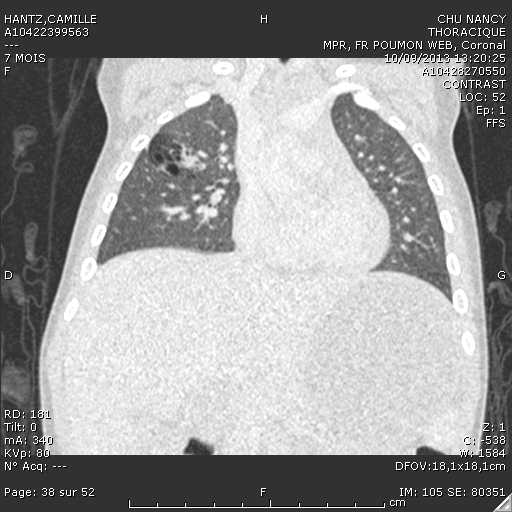 HANTZ,CAMILLE
A10422399563
---
7 MOIS
F
H
CHU NANCY
THORACIQUE
MPR, FR POUMON WEB, Coronal
10/09/2013 13:20:25
A10428270550
CONTRAST
LOC: 52
Ep: 1
FFS
D
G
RD: 181
Tilt: 0
mA: 340
KVp: 80
N° Acq: ---
Page: 38 sur 52
F
Z: 1
C: -538
W: 1584
DFOV:18,1x18,1cm
cm
IM: 105 SE: 80351